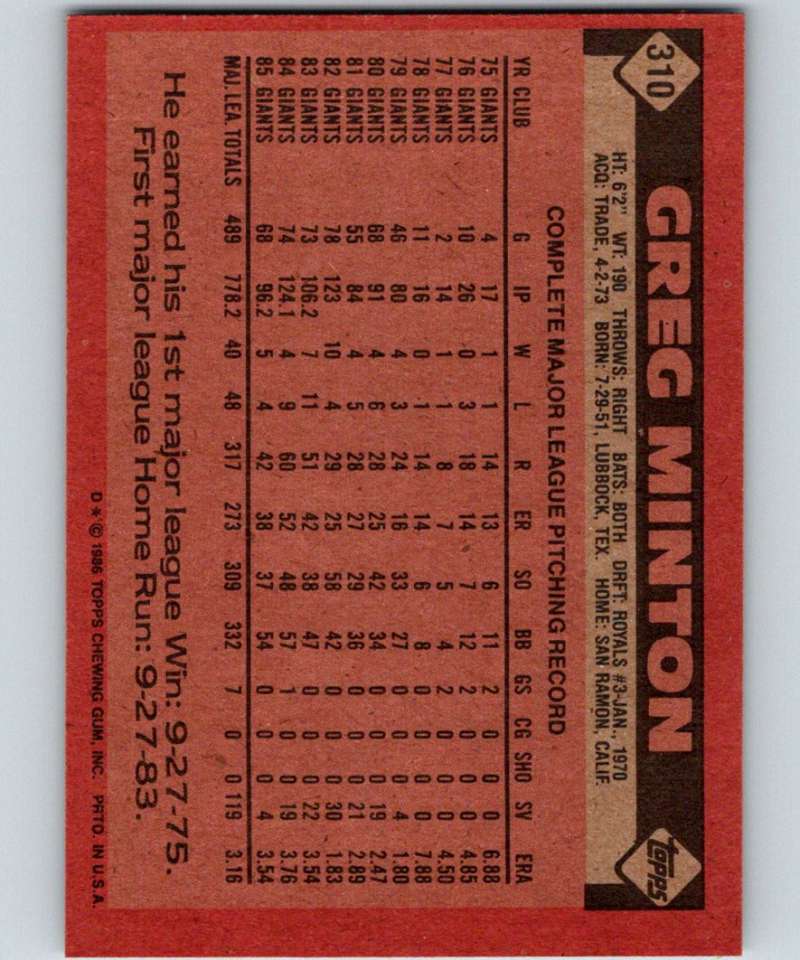 310 GREG MINTON topps
HT: 6'2" WT: 190 THROWS: RIGHT BATS: BOTH DRFT: ROYALS #3-JAN., 1970
ACQ: TRADE, 4-2-73 BORN: 7-29-51, LUBBOCK, TEX. HOME: SAN RAMON, CALIF.
COMPLETE MAJOR LEAGUE PITCHING RECORD
YR CLUB G IP W L R ER SO BB GS CG SHO SV ERA
75 GIANTS 4 17 1 1 14 13 6 11 2 0 0 0 6.88
76 GIANTS 10 26 0 3 18 14 7 12 2 0 0 0 4.85
77 GIANTS 2 14 1 1 8 7 5 4 2 0 0 0 4.50
78 GIANTS 11 16 0 1 14 14 6 8 0 0 0 0 7.88
79 GIANTS 46 80 4 3 24 16 33 27 0 0 0 4 1.80
80 GIANTS 68 91 4 6 28 25 42 34 0 0 0 19 2.47
81 GIANTS 55 84 4 5 28 27 29 36 0 0 0 21 2.89
82 GIANTS 78 123 10 4 29 25 58 42 0 0 0 30 1.83
83 GIANTS 73 106.2 7 11 51 42 38 47 0 0 0 22 3.54
84 GIANTS 74 124.1 4 9 60 52 48 57 1 0 0 19 3.76
85 GIANTS 68 96.2 5 4 42 38 37 54 0 0 0 4 3.54
MAJ. LEA. TOTALS 489 778.2 40 48 317 273 309 332 7 0 0 119 3.16
He earned his 1st major league Win: 9-27-75.
First major league Home Run: 9-27-83.
D* © 1986 TOPPS CHEWING GUM, INC. PRTD. IN U.S.A.